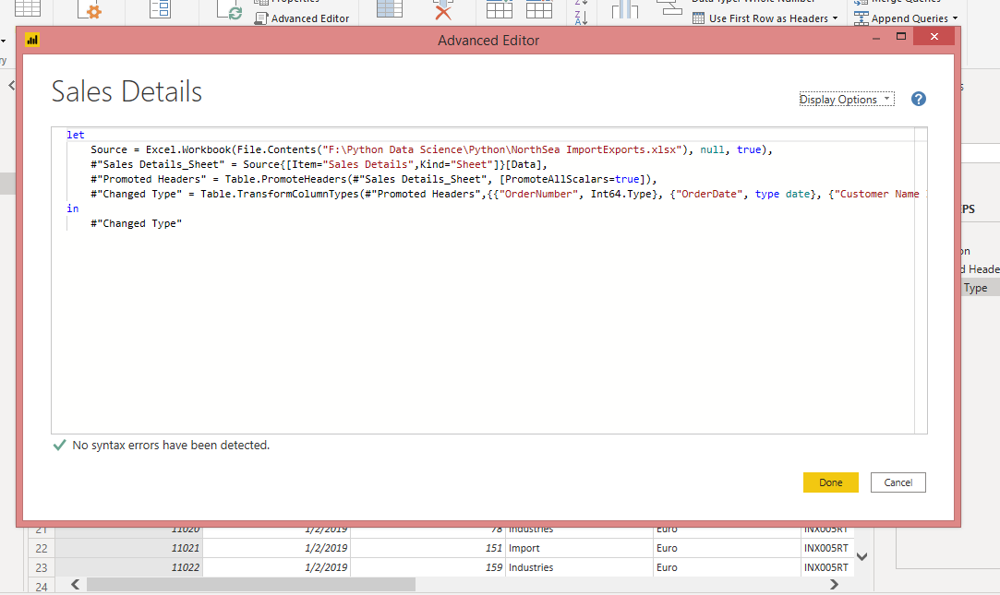 Advanced Editor
Use First Row as Headers
Append Queries
Advanced Editor
Sales Details
Display Options
?
let
Source = Excel.Workbook(File.Contents("F:\Python Data Science\Python\NorthSea ImportExports.xlsx"), null, true),
#"Sales Details_Sheet" = Source{[Item="Sales Details",Kind="Sheet"]}[Data],
#"Promoted Headers" = Table.PromoteHeaders(#"Sales Details_Sheet", [PromoteAllScalars=true]),
#"Changed Type" = Table.TransformColumnTypes(#"Promoted Headers",{{"OrderNumber", Int64.Type}, {"OrderDate", type date}, {"Customer Name
in
#"Changed Type"
PS
on
d Heade
Type
No syntax errors have been detected.
Done Cancel
21 11020 1/2/2019 78 Industries Euro INX005RT
22 11021 1/2/2019 151 Import Euro INX005RT
23 11022 1/2/2019 159 Industries Euro INX005RT
24